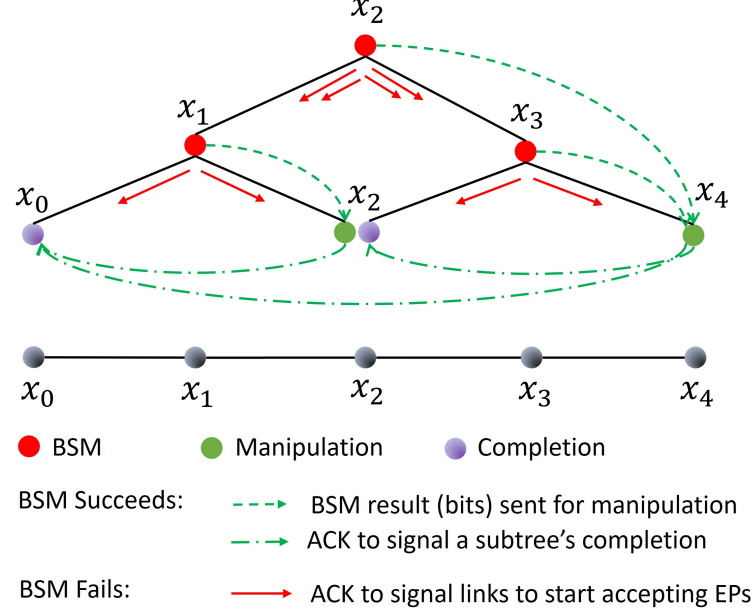 x₂
x₁
x₃
x₀
x₂
x₄
x₀ x₁ x₂ x₃ x₄
BSM Manipulation Completion
BSM Succeeds: BSM result (bits) sent for manipulation
ACK to signal a subtree’s completion
BSM Fails: ACK to signal links to start accepting EPs